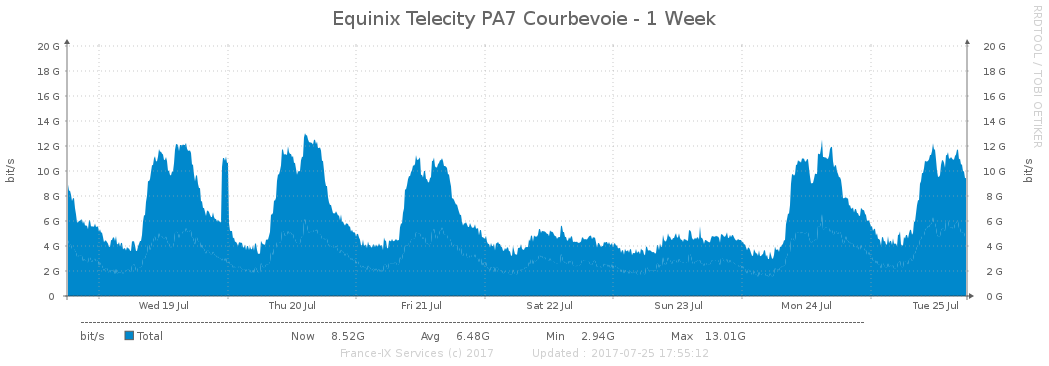 Equinix Telecity PA7 Courbevoie - 1 Week
RRDTOOL / TOBI OETIKER
20 G 20 G
18 G 18 G
16 G 16 G
14 G 14 G
12 G 12 G
10 G 10 G
8 G 8 G
6 G 6 G
4 G 4 G
2 G 2 G
0 0 G
bit/s
bit/s
Wed 19 Jul Thu 20 Jul Fri 21 Jul Sat 22 Jul Sun 23 Jul Mon 24 Jul Tue 25 Jul
bit/s Total Now 8.52G Avg 6.48G Min 2.94G Max 13.01G
France-IX Services (c) 2017 Updated : 2017-07-25 17:55:12